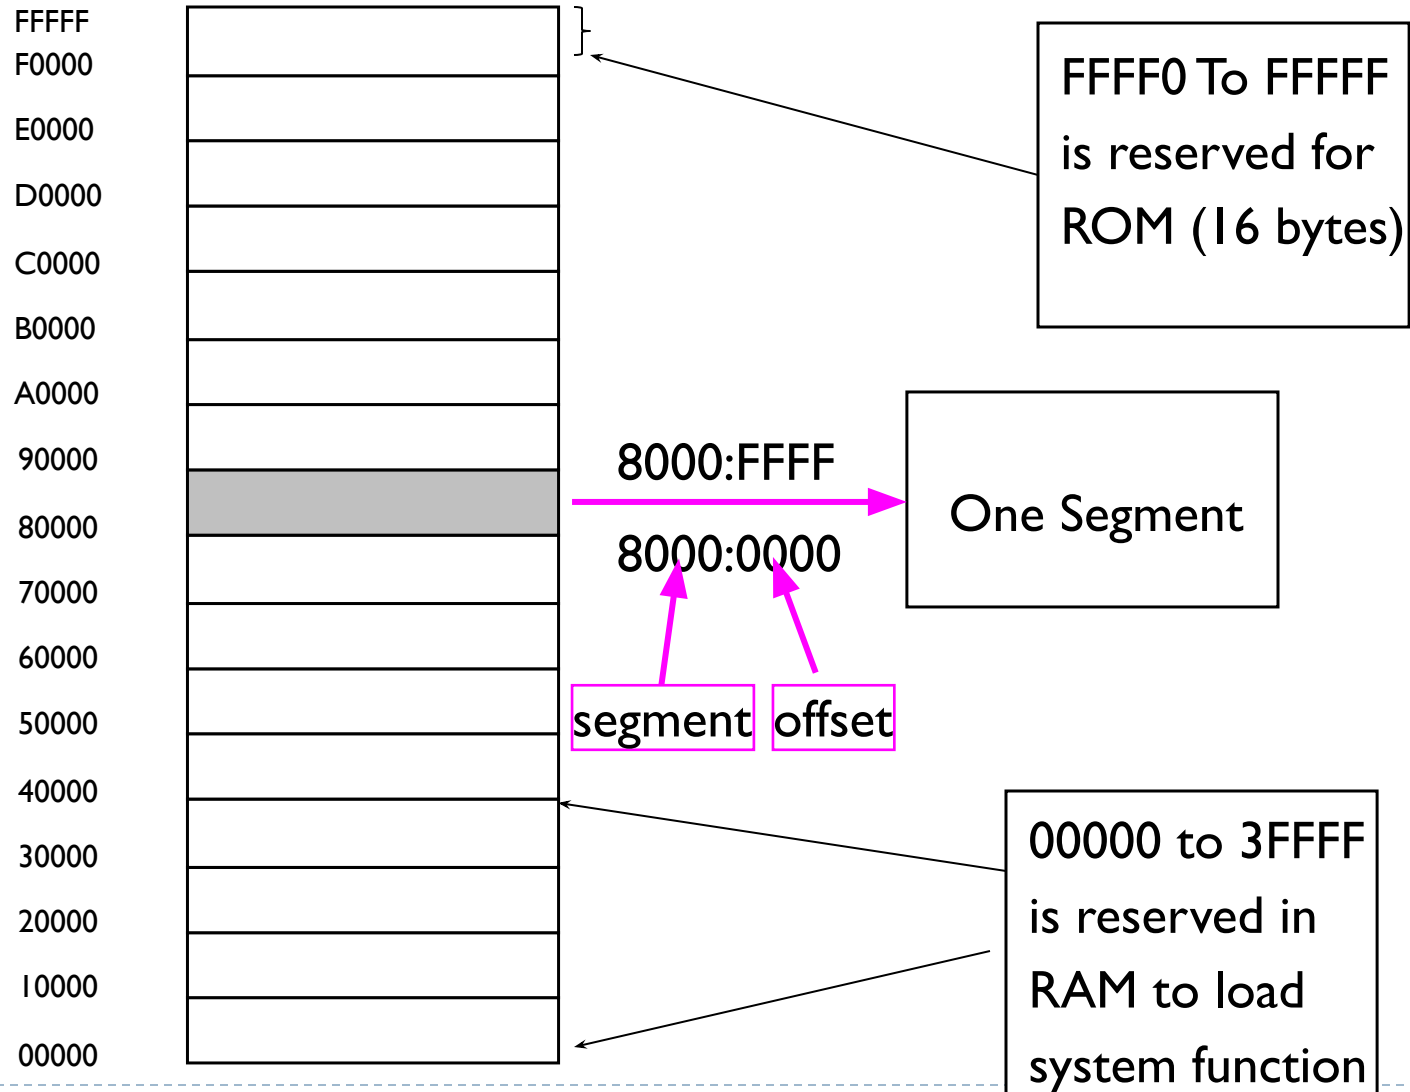 FFFFF
F0000
E0000
D0000
C0000
B0000
A0000
90000
80000
70000
60000
50000
40000
30000
20000
10000
00000
FFFF0 To FFFFF
is reserved for
ROM (16 bytes)
8000:FFFF
One Segment
8000:0000
segment
offset
00000 to 3FFFF
is reserved in
RAM to load
system function